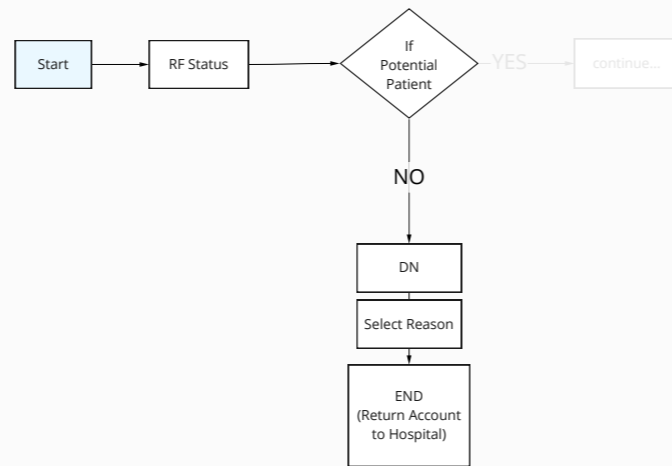 Start
RF Status
If
Potential
Patient
YES
continue...
NO
DN
Select Reason
END
(Return Account
to Hospital)